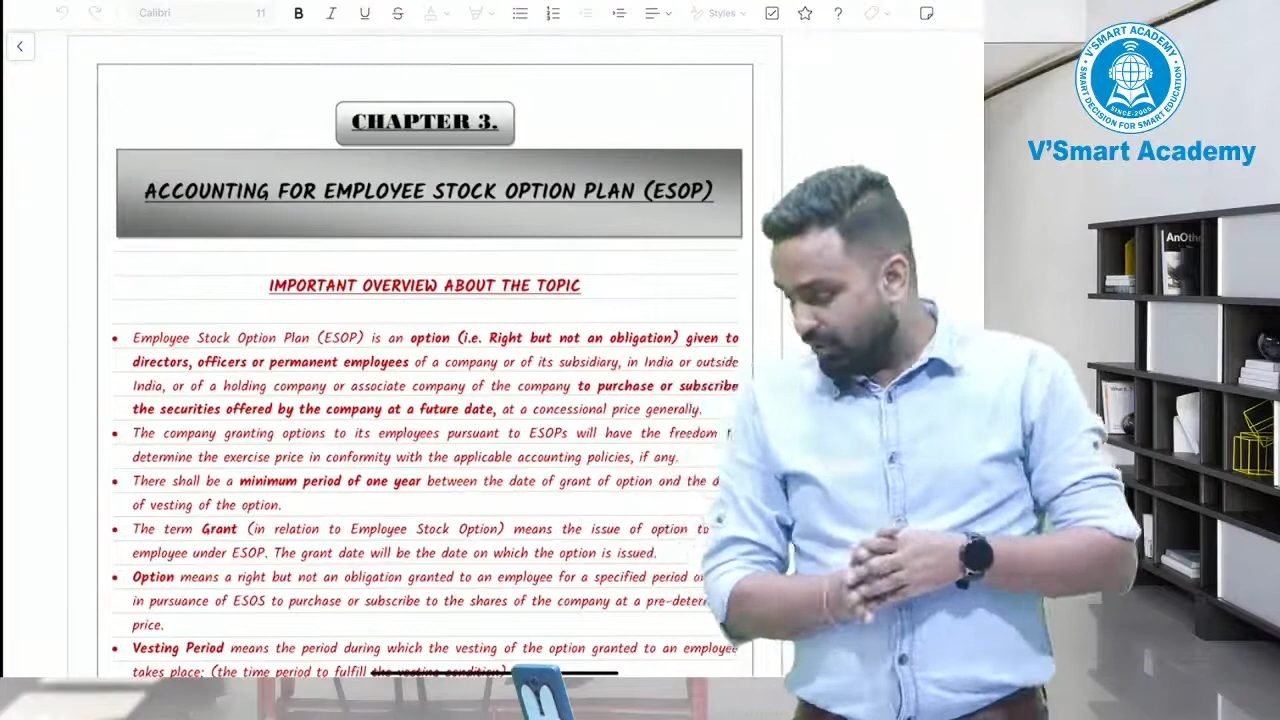 Calibri 11 B I U S Styles ?
V'SMART ACADEMY
SMART DECISION FOR SMART EDUCATION
SINCE-2005
V'Smart Academy
CHAPTER 3.
ACCOUNTING FOR EMPLOYEE STOCK OPTION PLAN (ESOP)
IMPORTANT OVERVIEW ABOUT THE TOPIC
• Employee Stock Option Plan (ESOP) is an option (i.e. Right but not an obligation) given to
directors, officers or permanent employees of a company or of its subsidiary, in India or outside
India, or of a holding company or associate company of the company to purchase or subscribe
the securities offered by the company at a future date, at a concessional price generally.
• The company granting options to its employees pursuant to ESOPs will have the freedom
determine the exercise price in conformity with the applicable accounting policies, if any.
• There shall be a minimum period of one year between the date of grant of option and the
of vesting of the option.
• The term Grant (in relation to Employee Stock Option) means the issue of option to
employee under ESOP. The grant date will be the date on which the option is issued.
• Option means a right but not an obligation granted to an employee for a specified period
in pursuance of ESOS to purchase or subscribe to the shares of the company at a
price.
• Vesting Period means the period during which the vesting of the option granted to an employee
takes place; (the time period to fulfill the vesting condition)
AnOthe